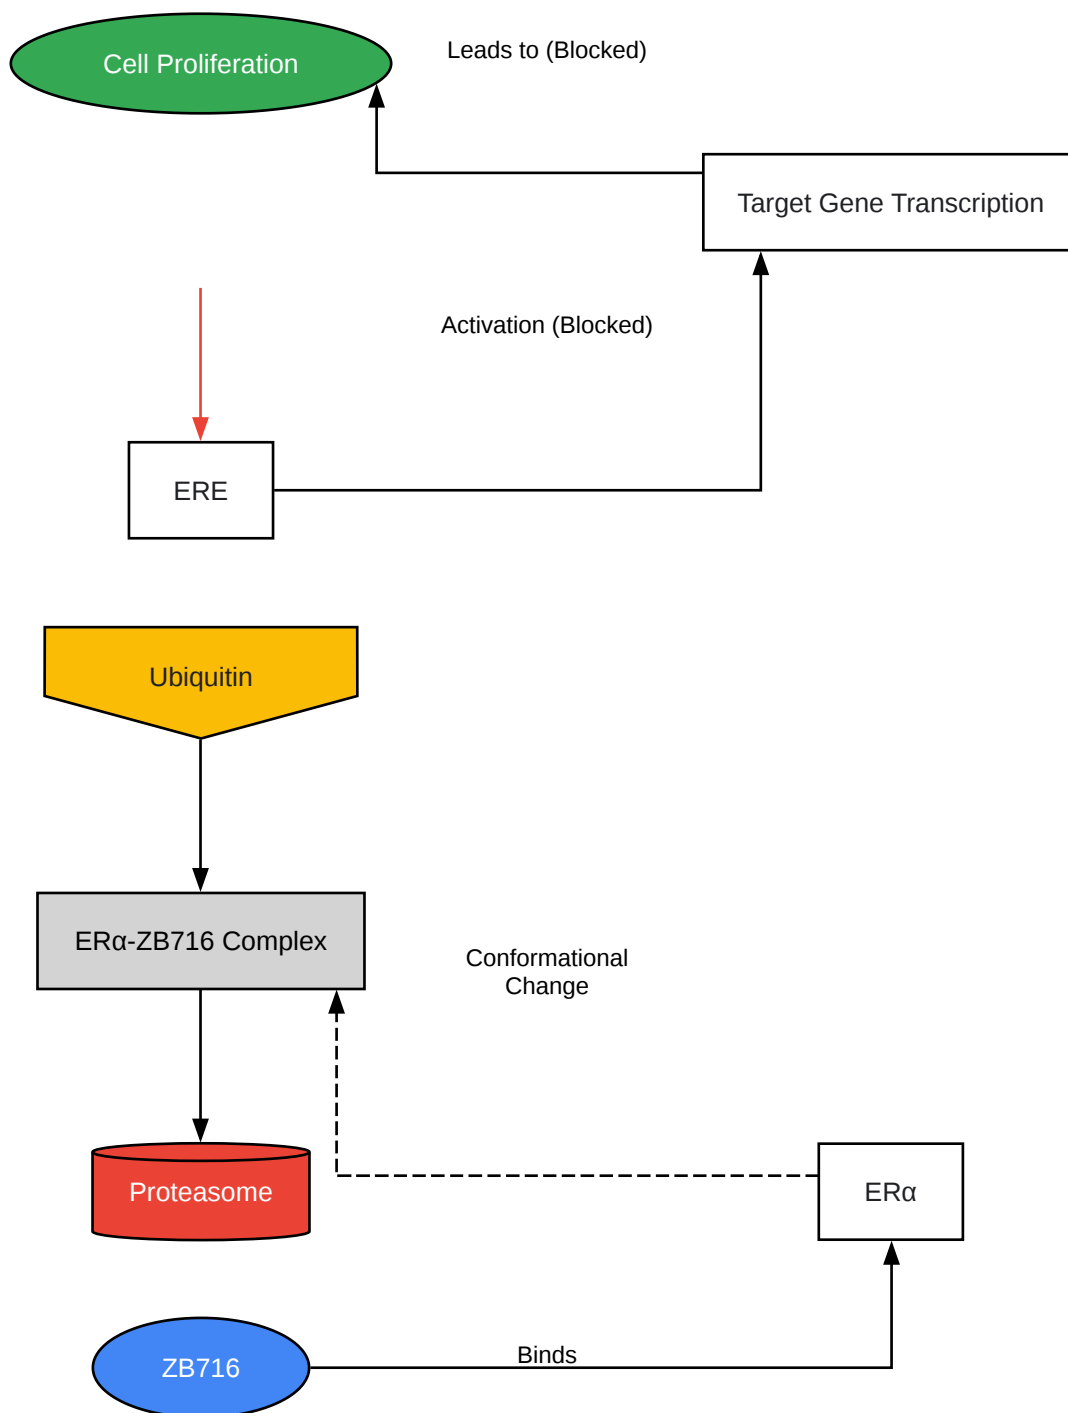 Cell Proliferation
Leads to (Blocked)
Target Gene Transcription
Activation (Blocked)
ERE
Ubiquitin
ERα-ZB716 Complex
Conformational
Change
Proteasome
ERα
Binds
ZB716